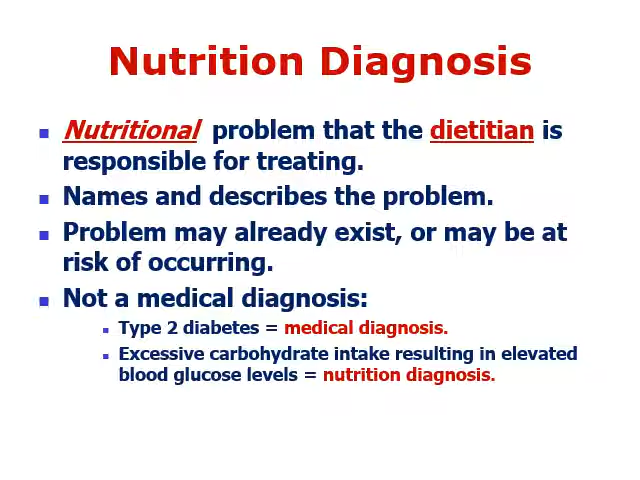 Nutrition Diagnosis
Nutritional problem that the dietitian is
responsible for treating.
Names and describes the problem.
Problem may already exist, or may be at
risk of occurring.
Not a medical diagnosis:
Type 2 diabetes = medical diagnosis.
Excessive carbohydrate intake resulting in elevated
blood glucose levels = nutrition diagnosis.